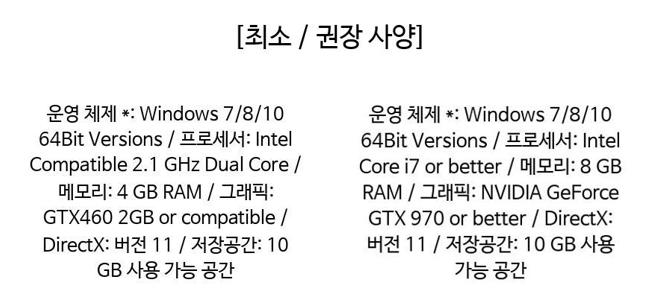 [최소 / 권장 사양]
운영 체제 *: Windows 7/8/10
64Bit Versions / 프로세서: Intel
Compatible 2.1 GHz Dual Core /
메모리: 4 GB RAM / 그래픽:
GTX460 2GB or compatible /
DirectX: 버전 11 / 저장공간: 10
GB 사용 가능 공간
운영 체제 *: Windows 7/8/10
64Bit Versions / 프로세서: Intel
Core i7 or better / 메모리: 8 GB
RAM / 그래픽: NVIDIA GeForce
GTX 970 or better / DirectX:
버전 11 / 저장공간: 10 GB 사용
가능 공간